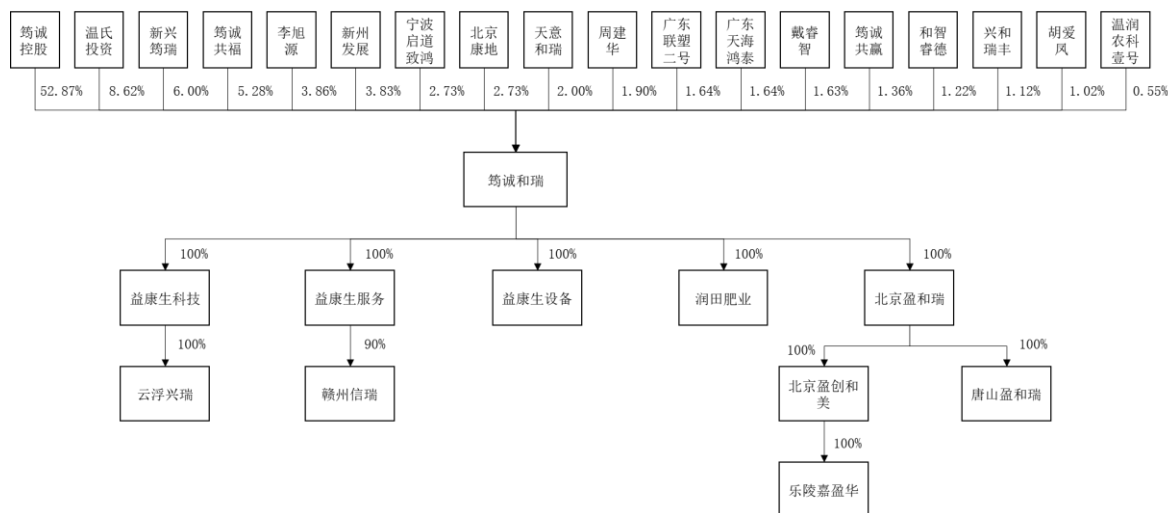 筠诚
控股
温氏
投资
新兴
筠瑞
筠诚
共福
李旭
源
新州
发展
宁波
启道
致鸿
北京
康地
天意
和瑞
周建
华
广东
联塑
二号
广东
天海
鸿泰
戴睿
智
筠诚
共赢
和智
睿德
兴和
瑞丰
胡爱
凤
温润
农科
壹号
52.87%
8.62%
6.00%
5.28%
3.86%
3.83%
2.73%
2.73%
2.00%
1.90%
1.64%
1.64%
1.63%
1.36%
1.22%
1.12%
1.02%
0.55%
筠诚和瑞
100%
100%
100%
100%
100%
益康生科技
益康生服务
益康生设备
润田肥业
北京盈和瑞
100%
90%
100%
100%
云浮兴瑞
赣州信瑞
北京盈创和
美
唐山盈和瑞
100%
乐陵嘉盈华